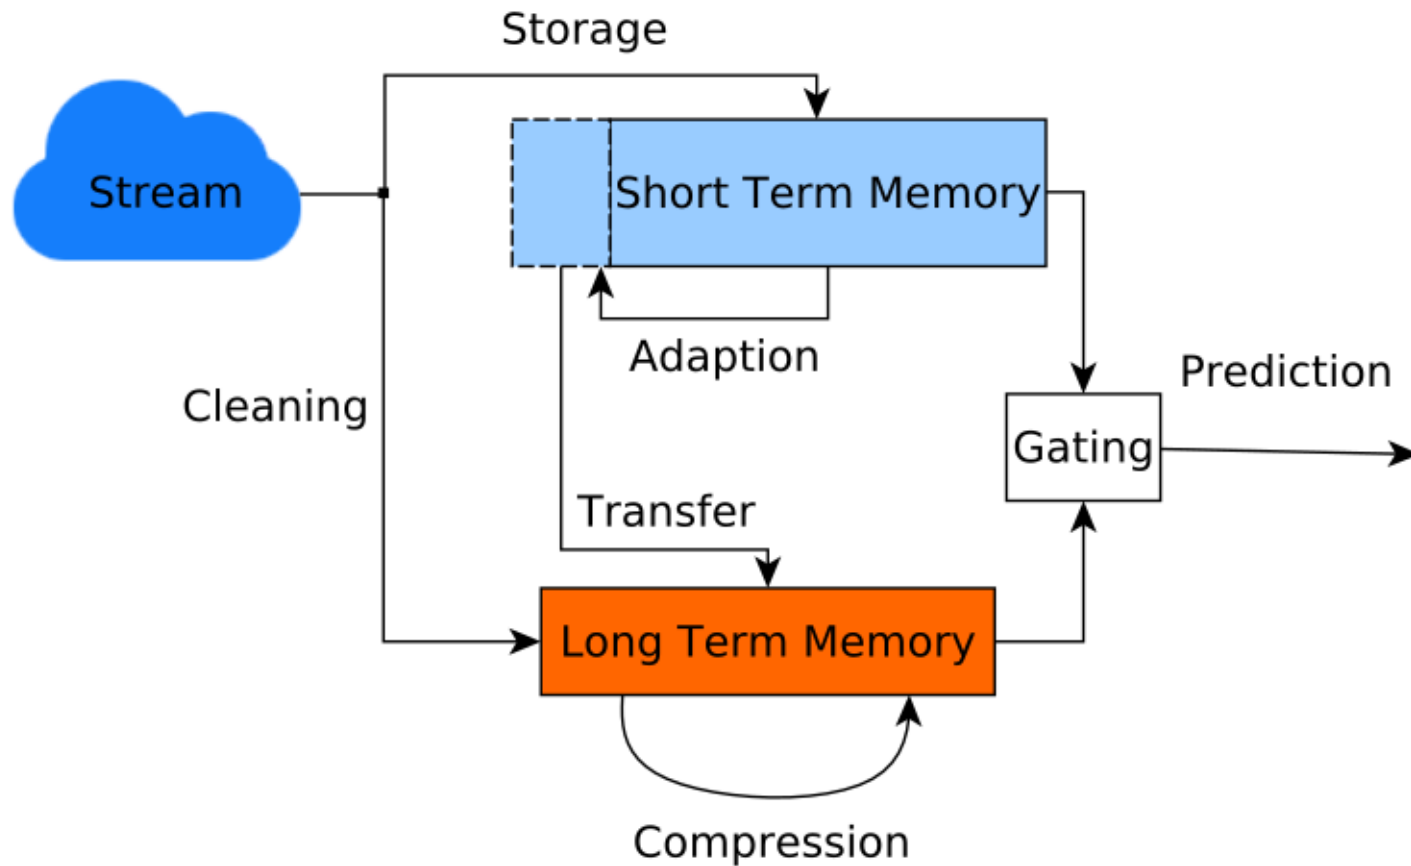 Storage
Stream
Short Term Memory
Adaption
Prediction
Cleaning
Gating
Transfer
Long Term Memory
Compression